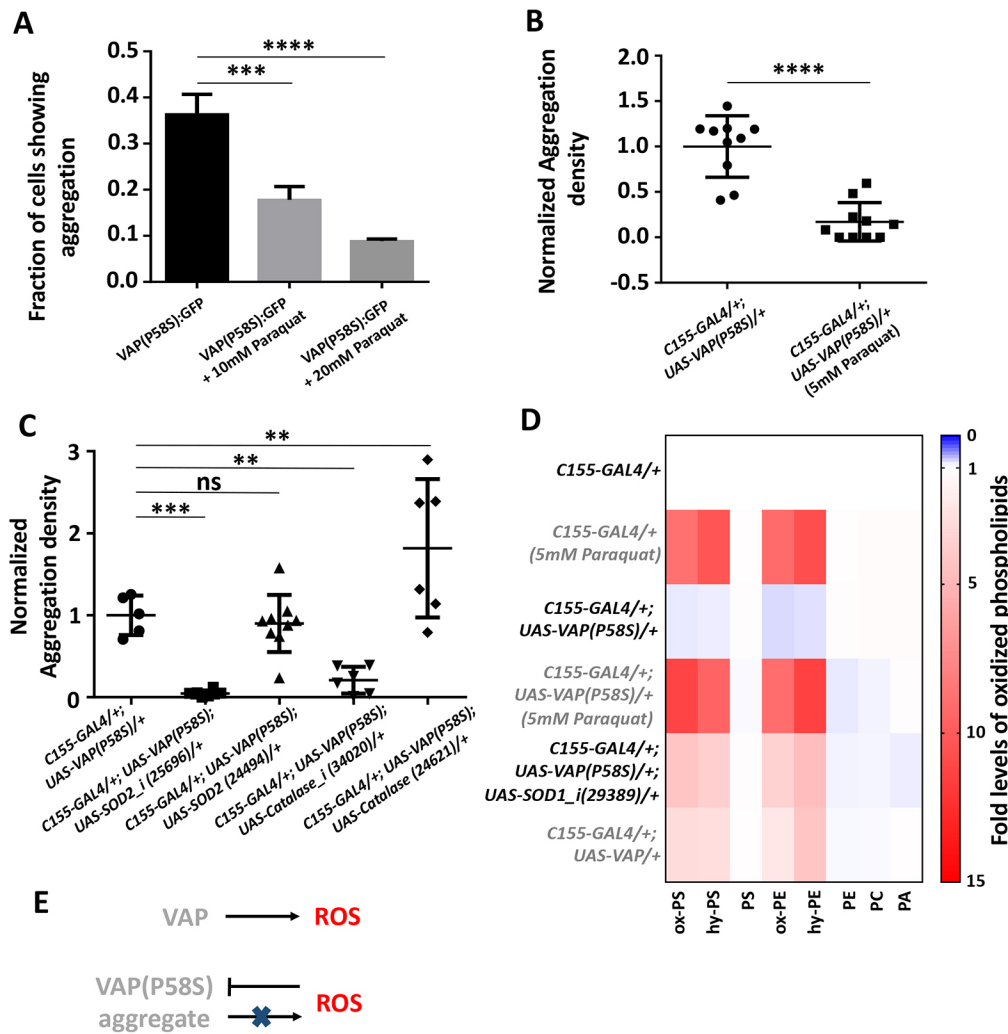 A
Fraction of cells showing
aggregation
0.5
0.4
0.3
0.2
0.1
0.0
****
***
VAP(P58S):GFP
VAP(P58S):GFP
+ 10mM Paraquat
VAP(P58S):GFP
+ 20mM Paraquat
B
Normalized Aggregation
density
2.0
1.5
1.0
0.5
0.0
-0.5
****
C155-GAL4/+;
UAS-VAP(P58S)/+
C155-GAL4/+;
UAS-VAP(P58S)/+
(5mM Paraquat)
C
Normalized
Aggregation density
3
2
1
0
**
**
ns
***
C155-GAL4/+;
UAS-VAP(P58S)/+
C155-GAL4/+; UAS-VAP(P58S);
UAS-SOD2_i (25696)/+
C155-GAL4/+; UAS-VAP(P58S);
UAS-SOD2 (24494)/+
C155-GAL4/+; UAS-VAP(P58S);
UAS-Catalase_i (34020)/+
C155-GAL4/+; UAS-VAP(P58S);
UAS-Catalase (24621)/+
D
C155-GAL4/+
C155-GAL4/+
(5mM Paraquat)
C155-GAL4/+;
UAS-VAP(P58S)/+
C155-GAL4/+;
UAS-VAP(P58S)/+
(5mM Paraquat)
C155-GAL4/+;
UAS-VAP(P58S)/+;
UAS-SOD1_i(29389)/+
C155-GAL4/+;
UAS-VAP/+
ox-PS
hy-PS
PS
ox-PE
hy-PE
PE
PC
PA
0
1
5
10
15
Fold levels of oxidized phospholipids
E
VAP
ROS
VAP(P58S)
aggregate
ROS